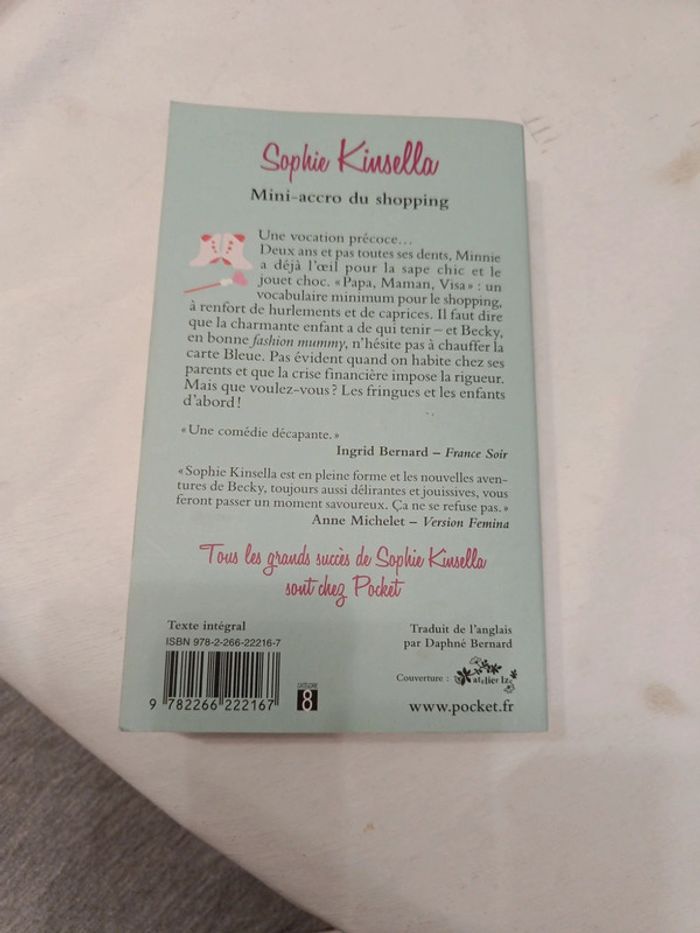 Sophie Kinsella
Mini-accro du shopping
Une vocation précoce…
Deux ans et pas toutes ses dents, Minnie
a déjà l'œil pour la sape chic et le
jouet choc. « Papa, Maman, Visa » : un
vocabulaire minimum pour le shopping,
à renfort de hurlements et de caprices. Il faut dire
que la charmante enfant a de qui tenir – et Becky,
en bonne fashion mummy, n'hésite pas à chauffer la
carte Bleue. Pas évident quand on habite chez ses
parents et que la crise financière impose la rigueur.
Mais que voulez-vous ? Les fringues et les enfants
d'abord !
« Une comédie décapante. »
Ingrid Bernard – France Soir
« Sophie Kinsella est en pleine forme et les nouvelles aven-
tures de Becky, toujours aussi délirantes et jouissives, vous
feront passer un moment savoureux. Ça ne se refuse pas. »
Anne Michelet – Version Femina
Tous les grands succès de Sophie Kinsella
sont chez Pocket
Texte intégral
ISBN 978-2-266-22216-7
9 782266 222167
CATÉGORIE
8
Traduit de l'anglais
par Daphné Bernard
Couverture : atelier lzc
www.pocket.fr